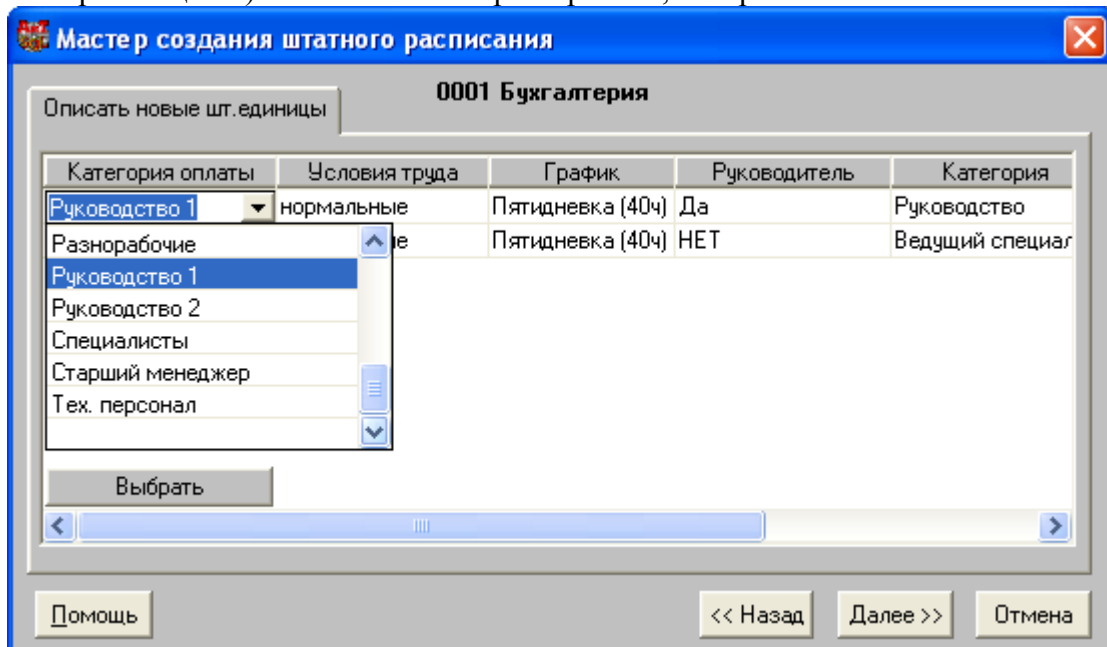 Мастер создания штатного расписания
0001 Бухгалтерия
Описать новые шт.единицы
Категория оплаты Условия труда График Руководитель Категория
Руководство 1 нормальные Пятидневка (40ч) Да Руководство
Пятидневка (40ч) НЕТ Ведущий специал
Разнорабочие
Руководство 1
Руководство 2
Специалисты
Старший менеджер
Тех. персонал
Выбрать
Помощь << Назад Далее >> Отмена